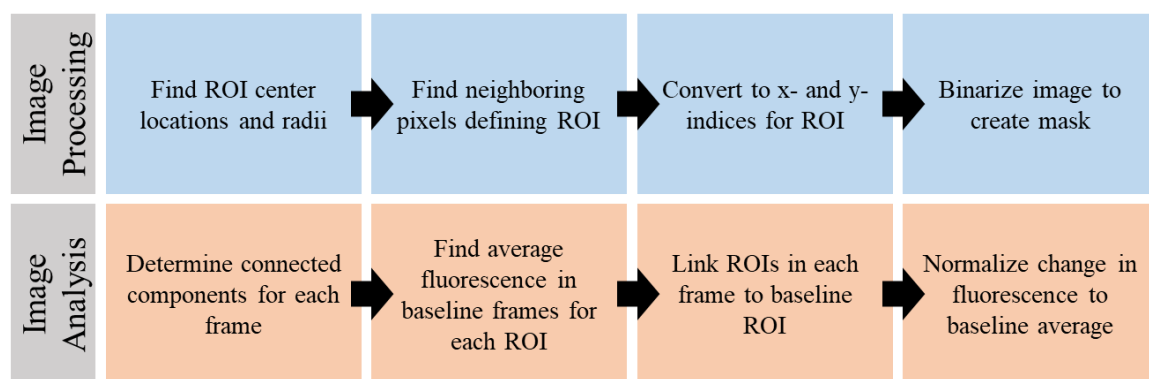 Image
Processing
Find ROI center
locations and radii
Find neighboring
pixels defining ROI
Convert to x- and y-
indices for ROI
Binarize image to
create mask
Image
Analysis
Determine connected
components for each
frame
Find average
fluorescence in
baseline frames for
each ROI
Link ROIs in each
frame to baseline
ROI
Normalize change in
fluorescence to
baseline average